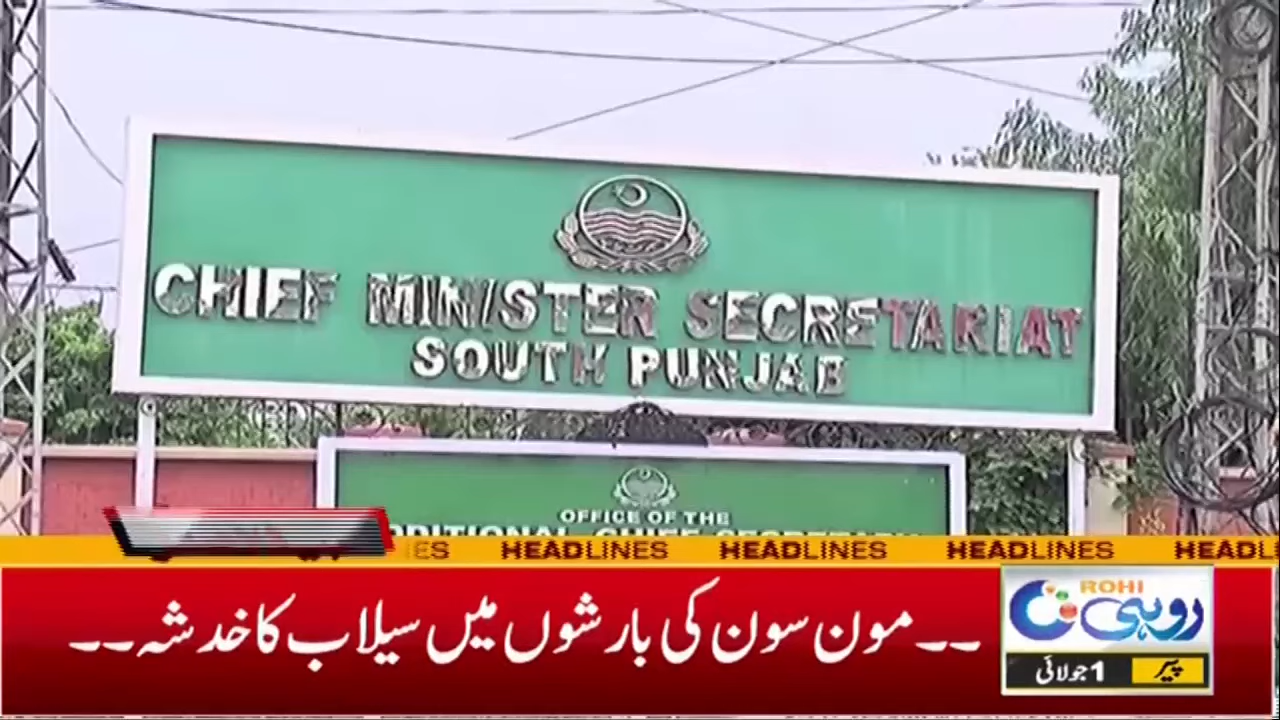 CHIEF MINISTER SECRETARIAT
SOUTH PUNJAB
OFFICE OF THE
HEADLINES HEADLINES HEADLINES
۔۔ مون سون کی بارشوں میں سیلاب کا خدشہ ۔۔
ROHI
روہی
1 جولائی پیر